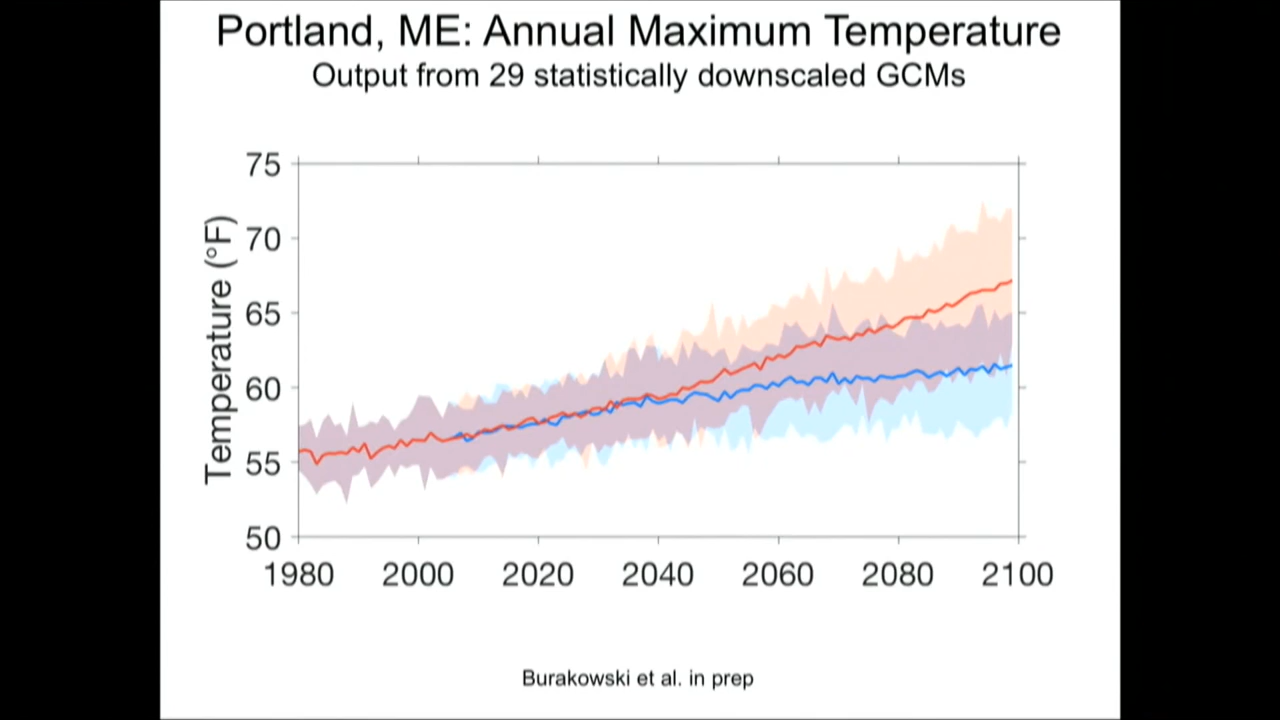 Portland, ME: Annual Maximum Temperature
Output from 29 statistically downscaled GCMs
75
70
65
60
55
50
Temperature (°F)
1980 2000 2020 2040 2060 2080 2100
Burakowski et al. in prep